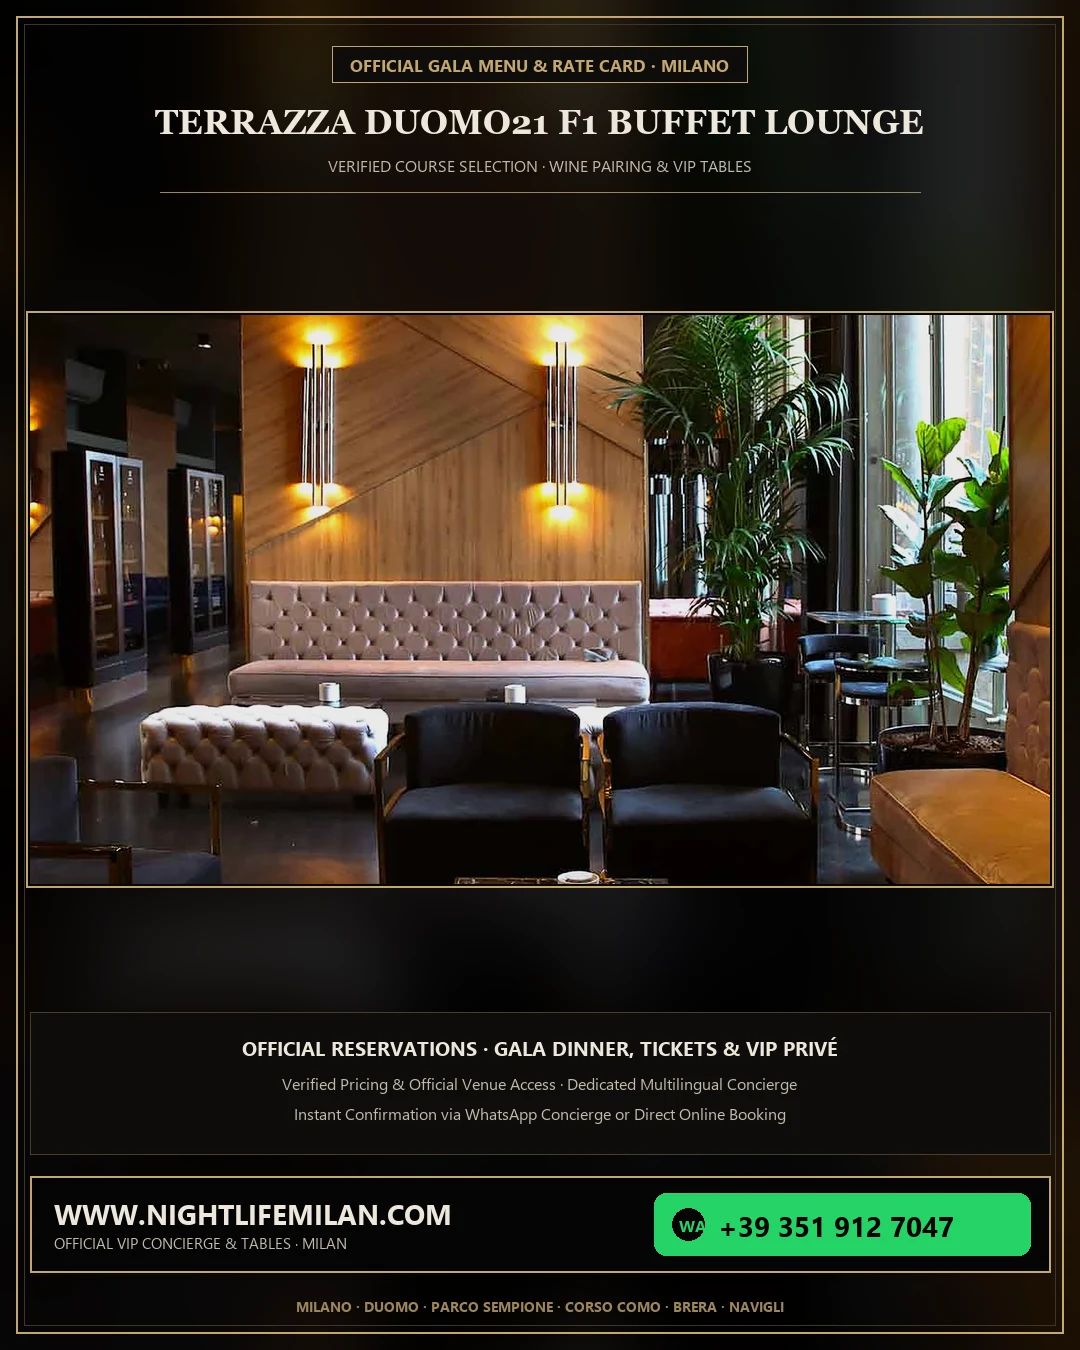 OFFICIAL GALA MENU & RATE CARD · MILANO
TERRAZZA DUOMO21 F1 BUFFET LOUNGE
VERIFIED COURSE SELECTION · WINE PAIRING & VIP TABLES
OFFICIAL RESERVATIONS · GALA DINNER, TICKETS & VIP PRIVÉ
Verified Pricing & Official Venue Access · Dedicated Multilingual Concierge
Instant Confirmation via WhatsApp Concierge or Direct Online Booking
WWW.NIGHTLIFEMILAN.COM
OFFICIAL VIP CONCIERGE & TABLES · MILAN
WA +39 351 912 7047
MILANO · DUOMO · PARCO SEMPIONE · CORSO COMO · BRERA · NAVIGLI